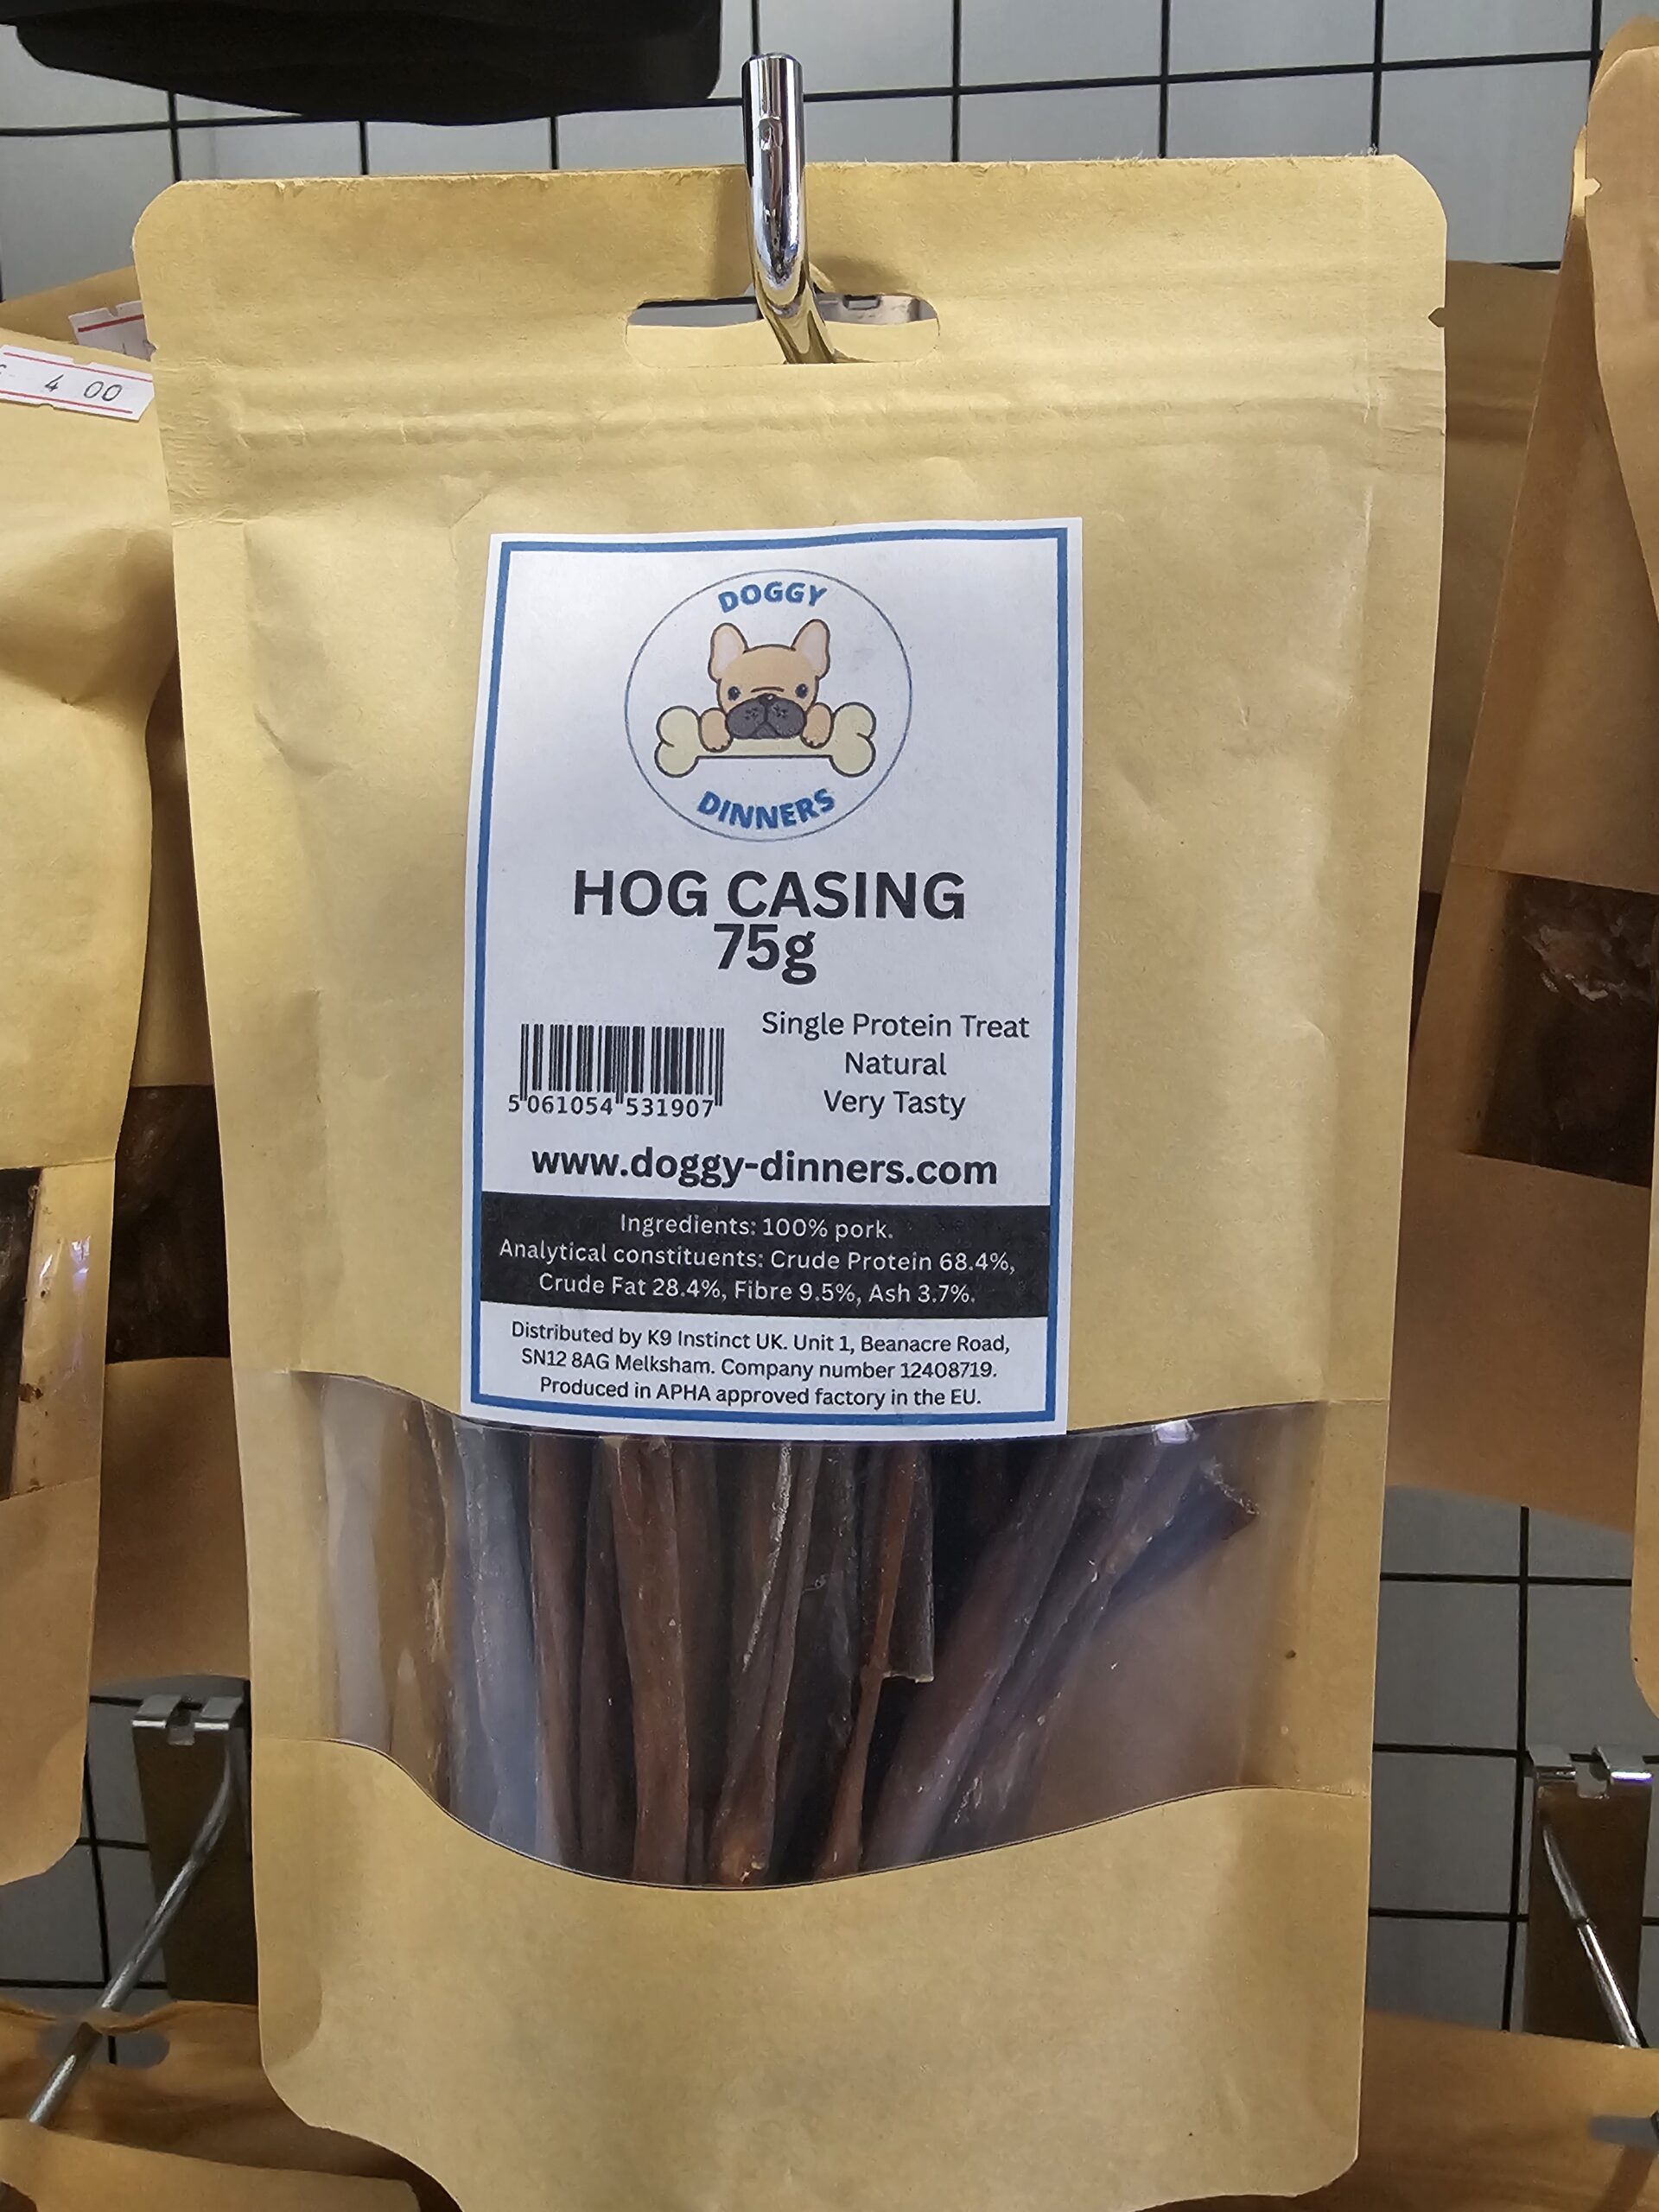 4 00
DOGGY
DINNERS
HOG CASING
75g
Single Protein Treat
Natural
Very Tasty
5 061054 531907
www.doggy-dinners.com
Ingredients: 100% pork.
Analytical constituents: Crude Protein 68.4%,
Crude Fat 28.4%, Fibre 9.5%, Ash 3.7%.
Distributed by K9 Instinct UK. Unit 1, Beanacre Road,
SN12 8AG Melksham. Company number 12408719.
Produced in APHA approved factory in the EU.